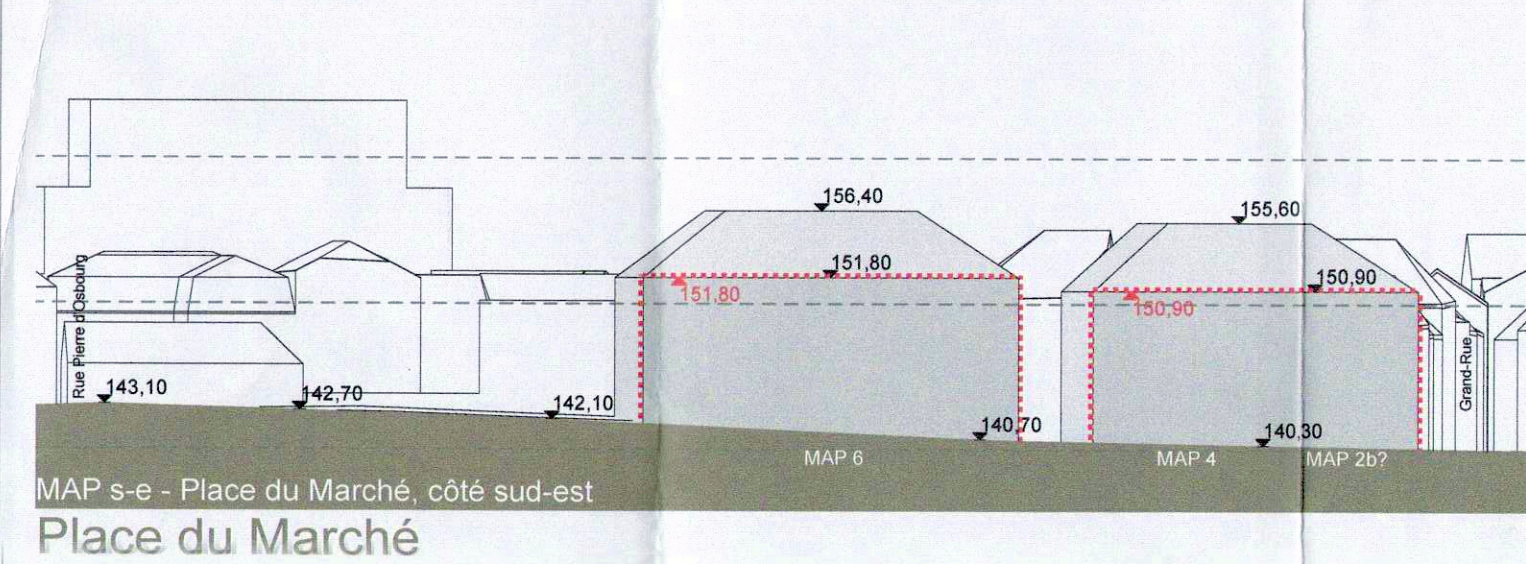 156,40
155,60
151,80
150,90
151,80
150,90
Rue Pierre d'Osbourg
Grand-Rue
143,10
142,70
142,10
140,70
140,30
MAP 6
MAP 4
MAP 2b?
MAP s-e - Place du Marché, côté sud-est
Place du Marché